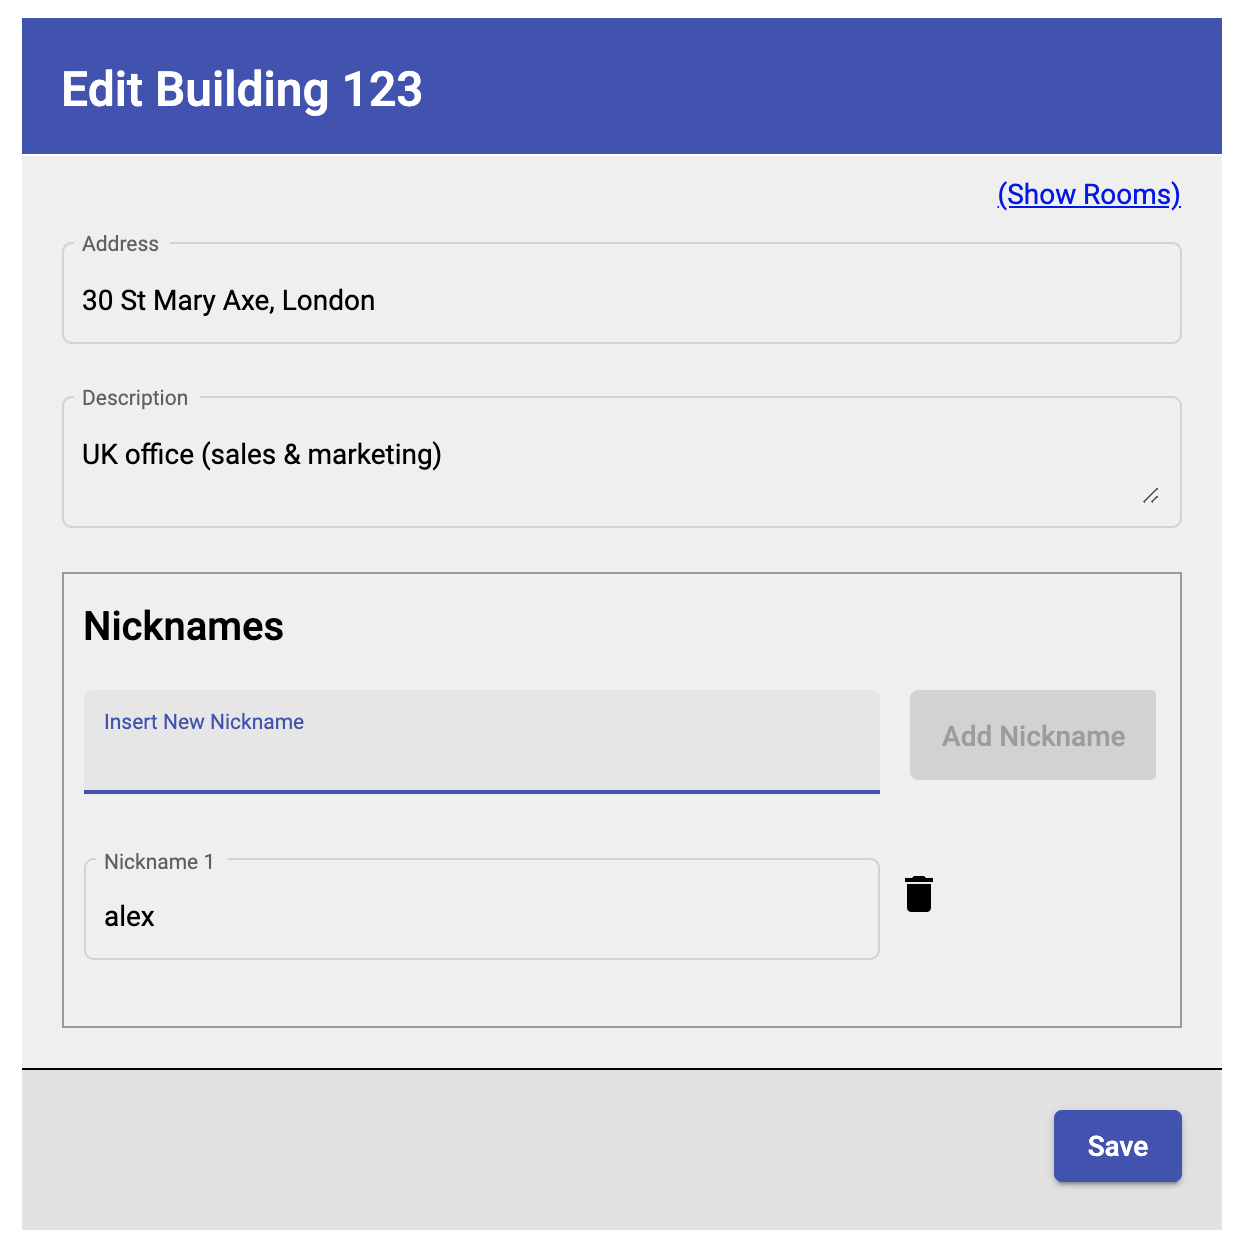 Edit Building 123
(Show Rooms)
Address
30 St Mary Axe, London
Description
UK office (sales & marketing)
Nicknames
Insert New Nickname
Add Nickname
Nickname 1
alex
Save